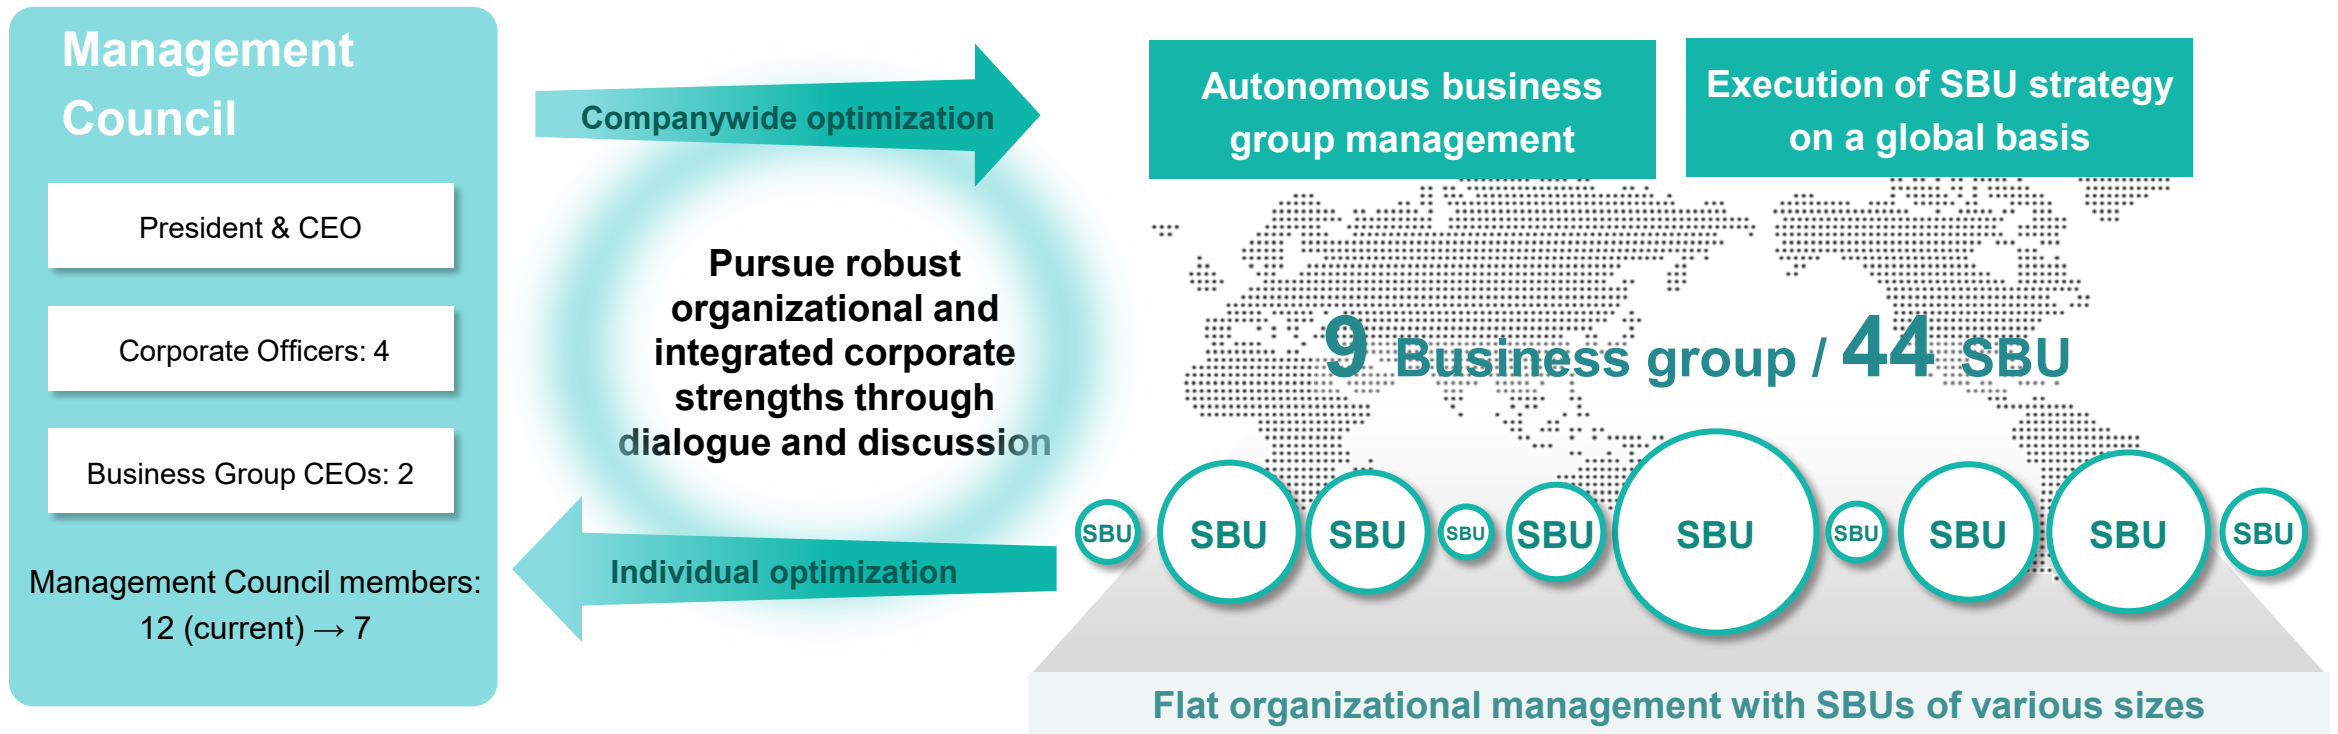 Management
Council
President & CEO
Corporate Officers: 4
Business Group CEOs: 2
Management Council members:
12 (current) → 7
Companywide optimization
Pursue robust
organizational and
integrated corporate
strengths through
dialogue and discussion
Individual optimization
Autonomous business
group management
Execution of SBU strategy
on a global basis
9 Business group / 44 SBU
SBU
SBU
SBU
SBU
SBU
SBU
SBU
SBU
SBU
SBU
Flat organizational management with SBUs of various sizes